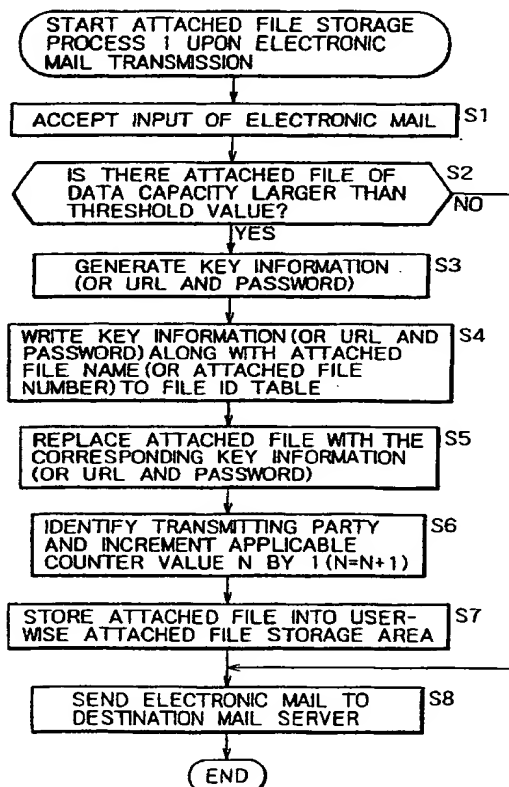 START ATTACHED FILE STORAGE
PROCESS 1 UPON ELECTRONIC
MAIL TRANSMISSION
ACCEPT INPUT OF ELECTRONIC MAIL
S1
IS THERE ATTACHED FILE OF
DATA CAPACITY LARGER THAN
THRESHOLD VALUE?
S2
NO
YES
GENERATE KEY INFORMATION
(OR URL AND PASSWORD)
S3
WRITE KEY INFORMATION (OR URL AND
PASSWORD) ALONG WITH ATTACHED
FILE NAME (OR ATTACHED FILE
NUMBER) TO FILE ID TABLE
S4
REPLACE ATTACHED FILE WITH THE
CORRESPONDING KEY INFORMATION
(OR URL AND PASSWORD)
S5
IDENTIFY TRANSMITTING PARTY
AND INCREMENT APPLICABLE
COUNTER VALUE N BY 1 (N=N+1)
S6
STORE ATTACHED FILE INTO USER-
WISE ATTACHED FILE STORAGE AREA
S7
SEND ELECTRONIC MAIL TO
DESTINATION MAIL SERVER
S8
END